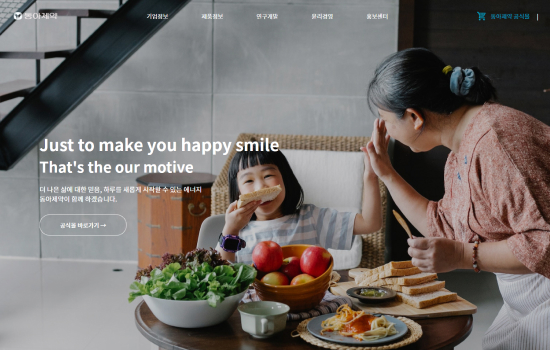 동아제약
기업정보
제품정보
연구개발
윤리경영
홍보센터
동아제약 공식몰
Just to make you happy smile
That's the our motive
더 나은 삶에 대한 믿음, 하루를 새롭게 시작할 수 있는 에너지
동아제약이 함께 하겠습니다.
공식몰 바로가기 →